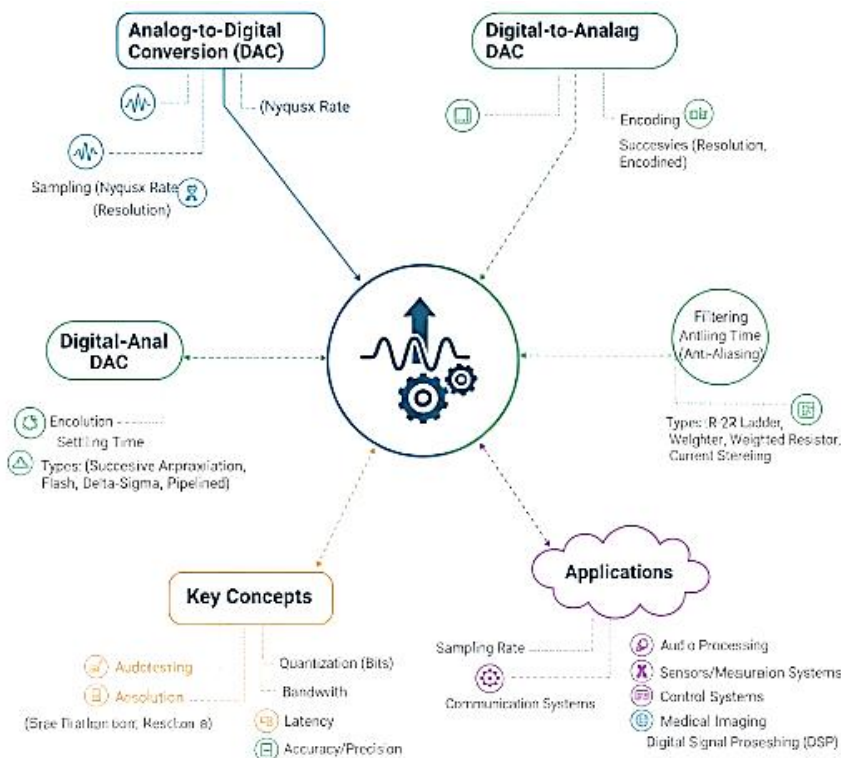 Analog-to-Digital
Conversion (DAC)
Digital-to-Analaig
DAC
(Nyqusx Rate
Encoding
Succesvies (Resolution,
Encodined)
Sampling (Nyqusx Rate
(Resolution)
Filtering
Antling Time
(Anti-Aliasing)
Digital-Anal
DAC
Encolution
Settling Time
Types: (Succesive Anpraxiiation,
Flash, Delta-Sigma, Pipelined)
Types: (R-2R Ladder,
Weighter, Weighted Resistor,
Current Stereling
Key Concepts
Applications
Audotesting
Aesolution
Quantization (Bits)
Bandwith
Latency
Accuracy/Precision
Sampling Rate
Communication Systems
Audio Processing
Sensors/Mesureion Systems
Control Systems
Medical Imaging
Digital Signal Proseshing (DSP)